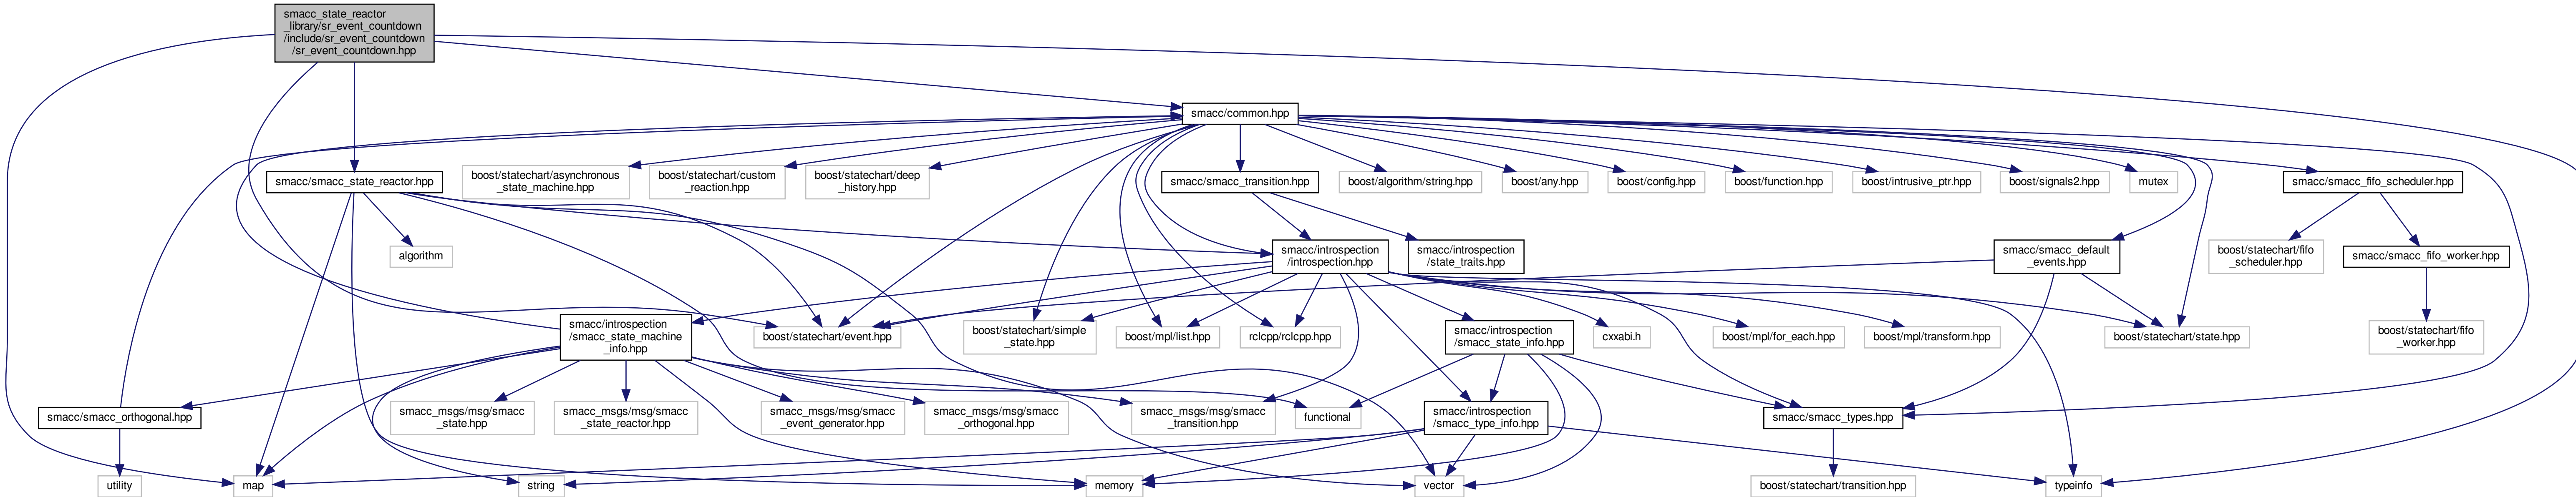 smacc_state_reactor
_library/sr_event_countdown
/include/sr_event_countdown
/sr_event_countdown.hpp
smacc/common.hpp
smacc/smacc_state_reactor.hpp
boost/statechart/asynchronous
_state_machine.hpp
boost/statechart/custom
_reaction.hpp
boost/statechart/deep
_history.hpp
smacc/smacc_transition.hpp
boost/algorithm/string.hpp
boost/any.hpp
boost/config.hpp
boost/function.hpp
boost/intrusive_ptr.hpp
boost/signals2.hpp
mutex
smacc/smacc_fifo_scheduler.hpp
algorithm
smacc/introspection
/introspection.hpp
smacc/introspection
/state_traits.hpp
smacc/smacc_default
_events.hpp
boost/statechart/fifo
_scheduler.hpp
smacc/smacc_fifo_worker.hpp
smacc/introspection
/smacc_state_machine
_info.hpp
boost/statechart/event.hpp
boost/statechart/simple
_state.hpp
boost/mpl/list.hpp
rclcpp/rclcpp.hpp
smacc/introspection
/smacc_state_info.hpp
cxxabi.h
boost/mpl/for_each.hpp
boost/mpl/transform.hpp
boost/statechart/state.hpp
boost/statechart/fifo
_worker.hpp
smacc/smacc_orthogonal.hpp
smacc_msgs/msg/smacc
_state.hpp
smacc_msgs/msg/smacc
_state_reactor.hpp
smacc_msgs/msg/smacc
_event_generator.hpp
smacc_msgs/msg/smacc
_orthogonal.hpp
smacc_msgs/msg/smacc
_transition.hpp
functional
smacc/introspection
/smacc_type_info.hpp
smacc/smacc_types.hpp
utility
map
string
memory
vector
boost/statechart/transition.hpp
typeinfo